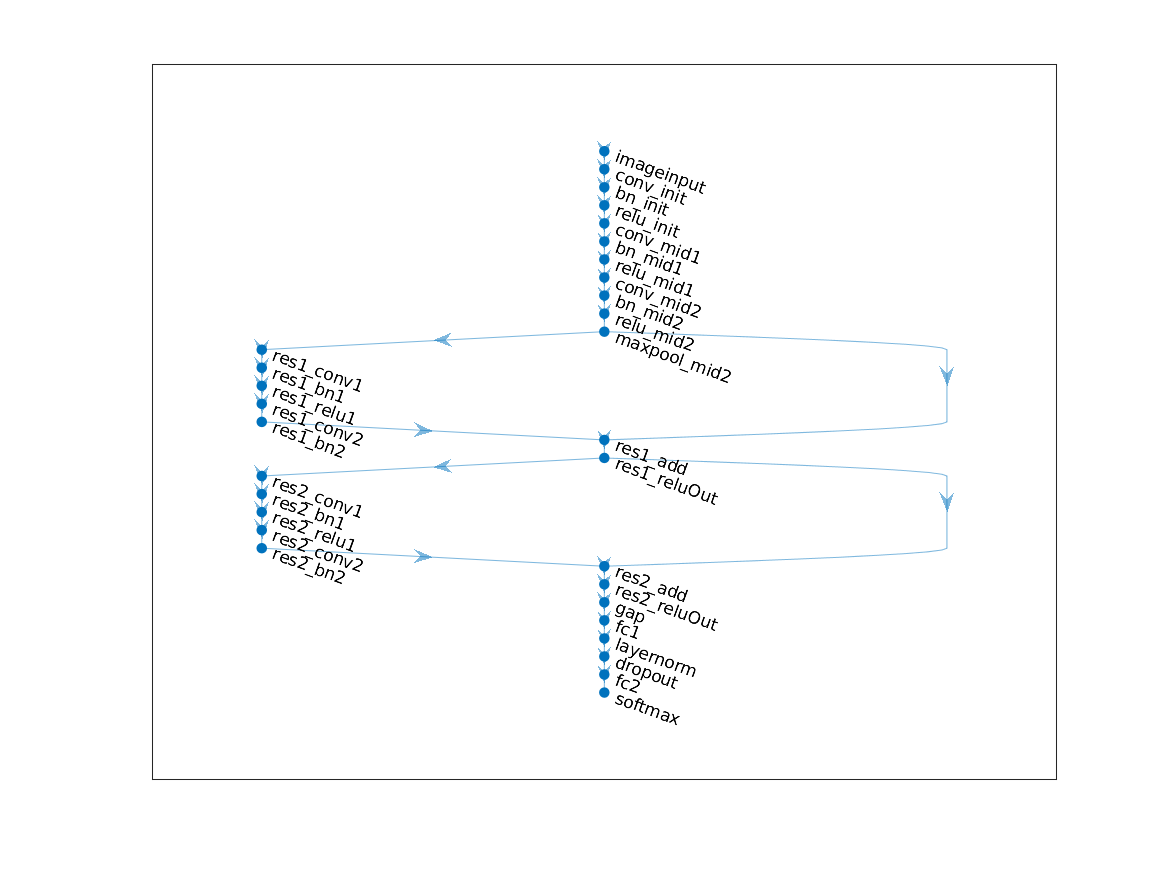 imageinput
conv_init
bn_init
relu_init
conv_mid1
bn_mid1
relu_mid1
conv_mid2
bn_mid2
relu_mid2
maxpool_mid2
res1_conv1
res1_bn1
res1_relu1
res1_conv2
res1_bn2
res1_add
res1_reluOut
res2_conv1
res2_bn1
res2_relu1
res2_conv2
res2_bn2
res2_add
res2_reluOut
gap
fc1
layernorm
dropout
fc2
softmax